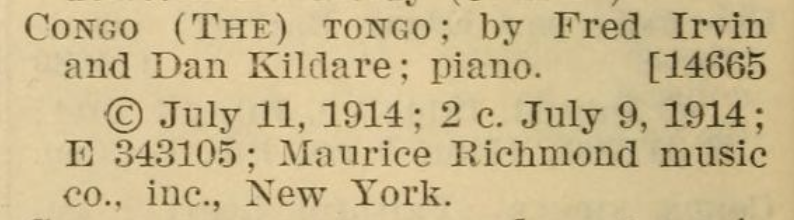 CONGO (THE) TONGO; by Fred Irvin
and Dan Kildare; piano. [14665
© July 11, 1914; 2 c. July 9, 1914;
E 343105; Maurice Richmond music
co., inc., New York.